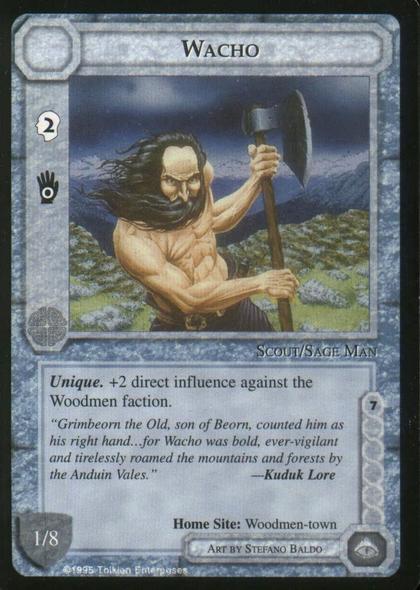 WACHO
2
0
SCOUT/SAGE MAN
Unique. +2 direct influence against the
Woodmen faction.
7
"Grimbeorn the Old, son of Beorn, counted him as
his right hand...for Wacho was bold, ever-vigilant
and tirelessly roamed the mountains and forests by
the Anduin Vales." —Kuduk Lore
Home Site: Woodmen-town
1/8
ART BY STEFANO BALDO
©1995 Tolkien Enterprises